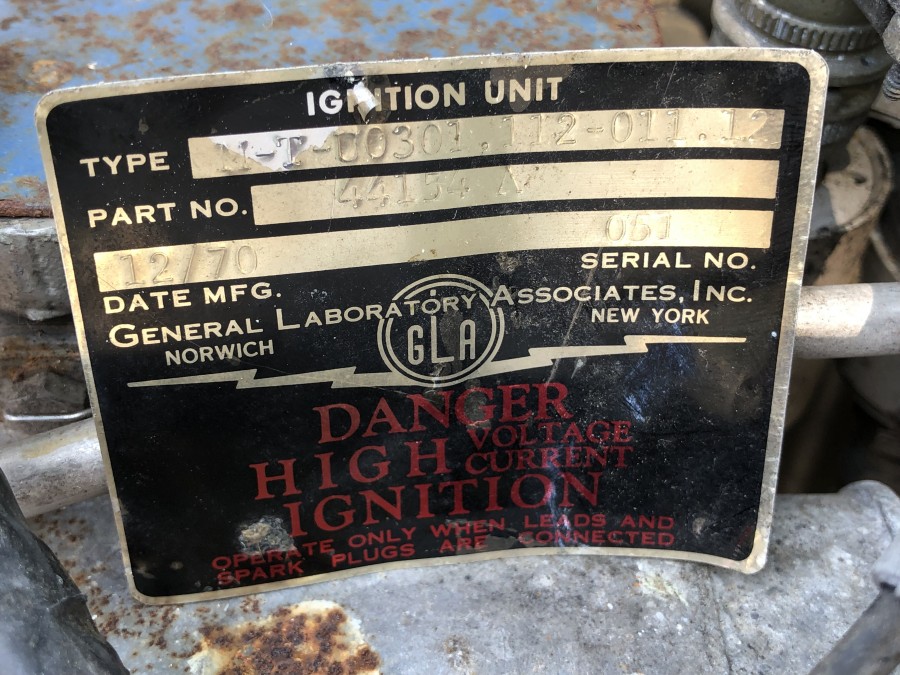 IGNITION UNIT
TYPE
PART NO. 44154 A
12/70
DATE MFG. SERIAL NO.
GENERAL LABORATORY ASSOCIATES, INC.
NORWICH NEW YORK
GLA
DANGER
HIGH VOLTAGE CURRENT
IGNITION
OPERATE ONLY WHEN LEADS AND
SPARK PLUGS ARE CONNECTED